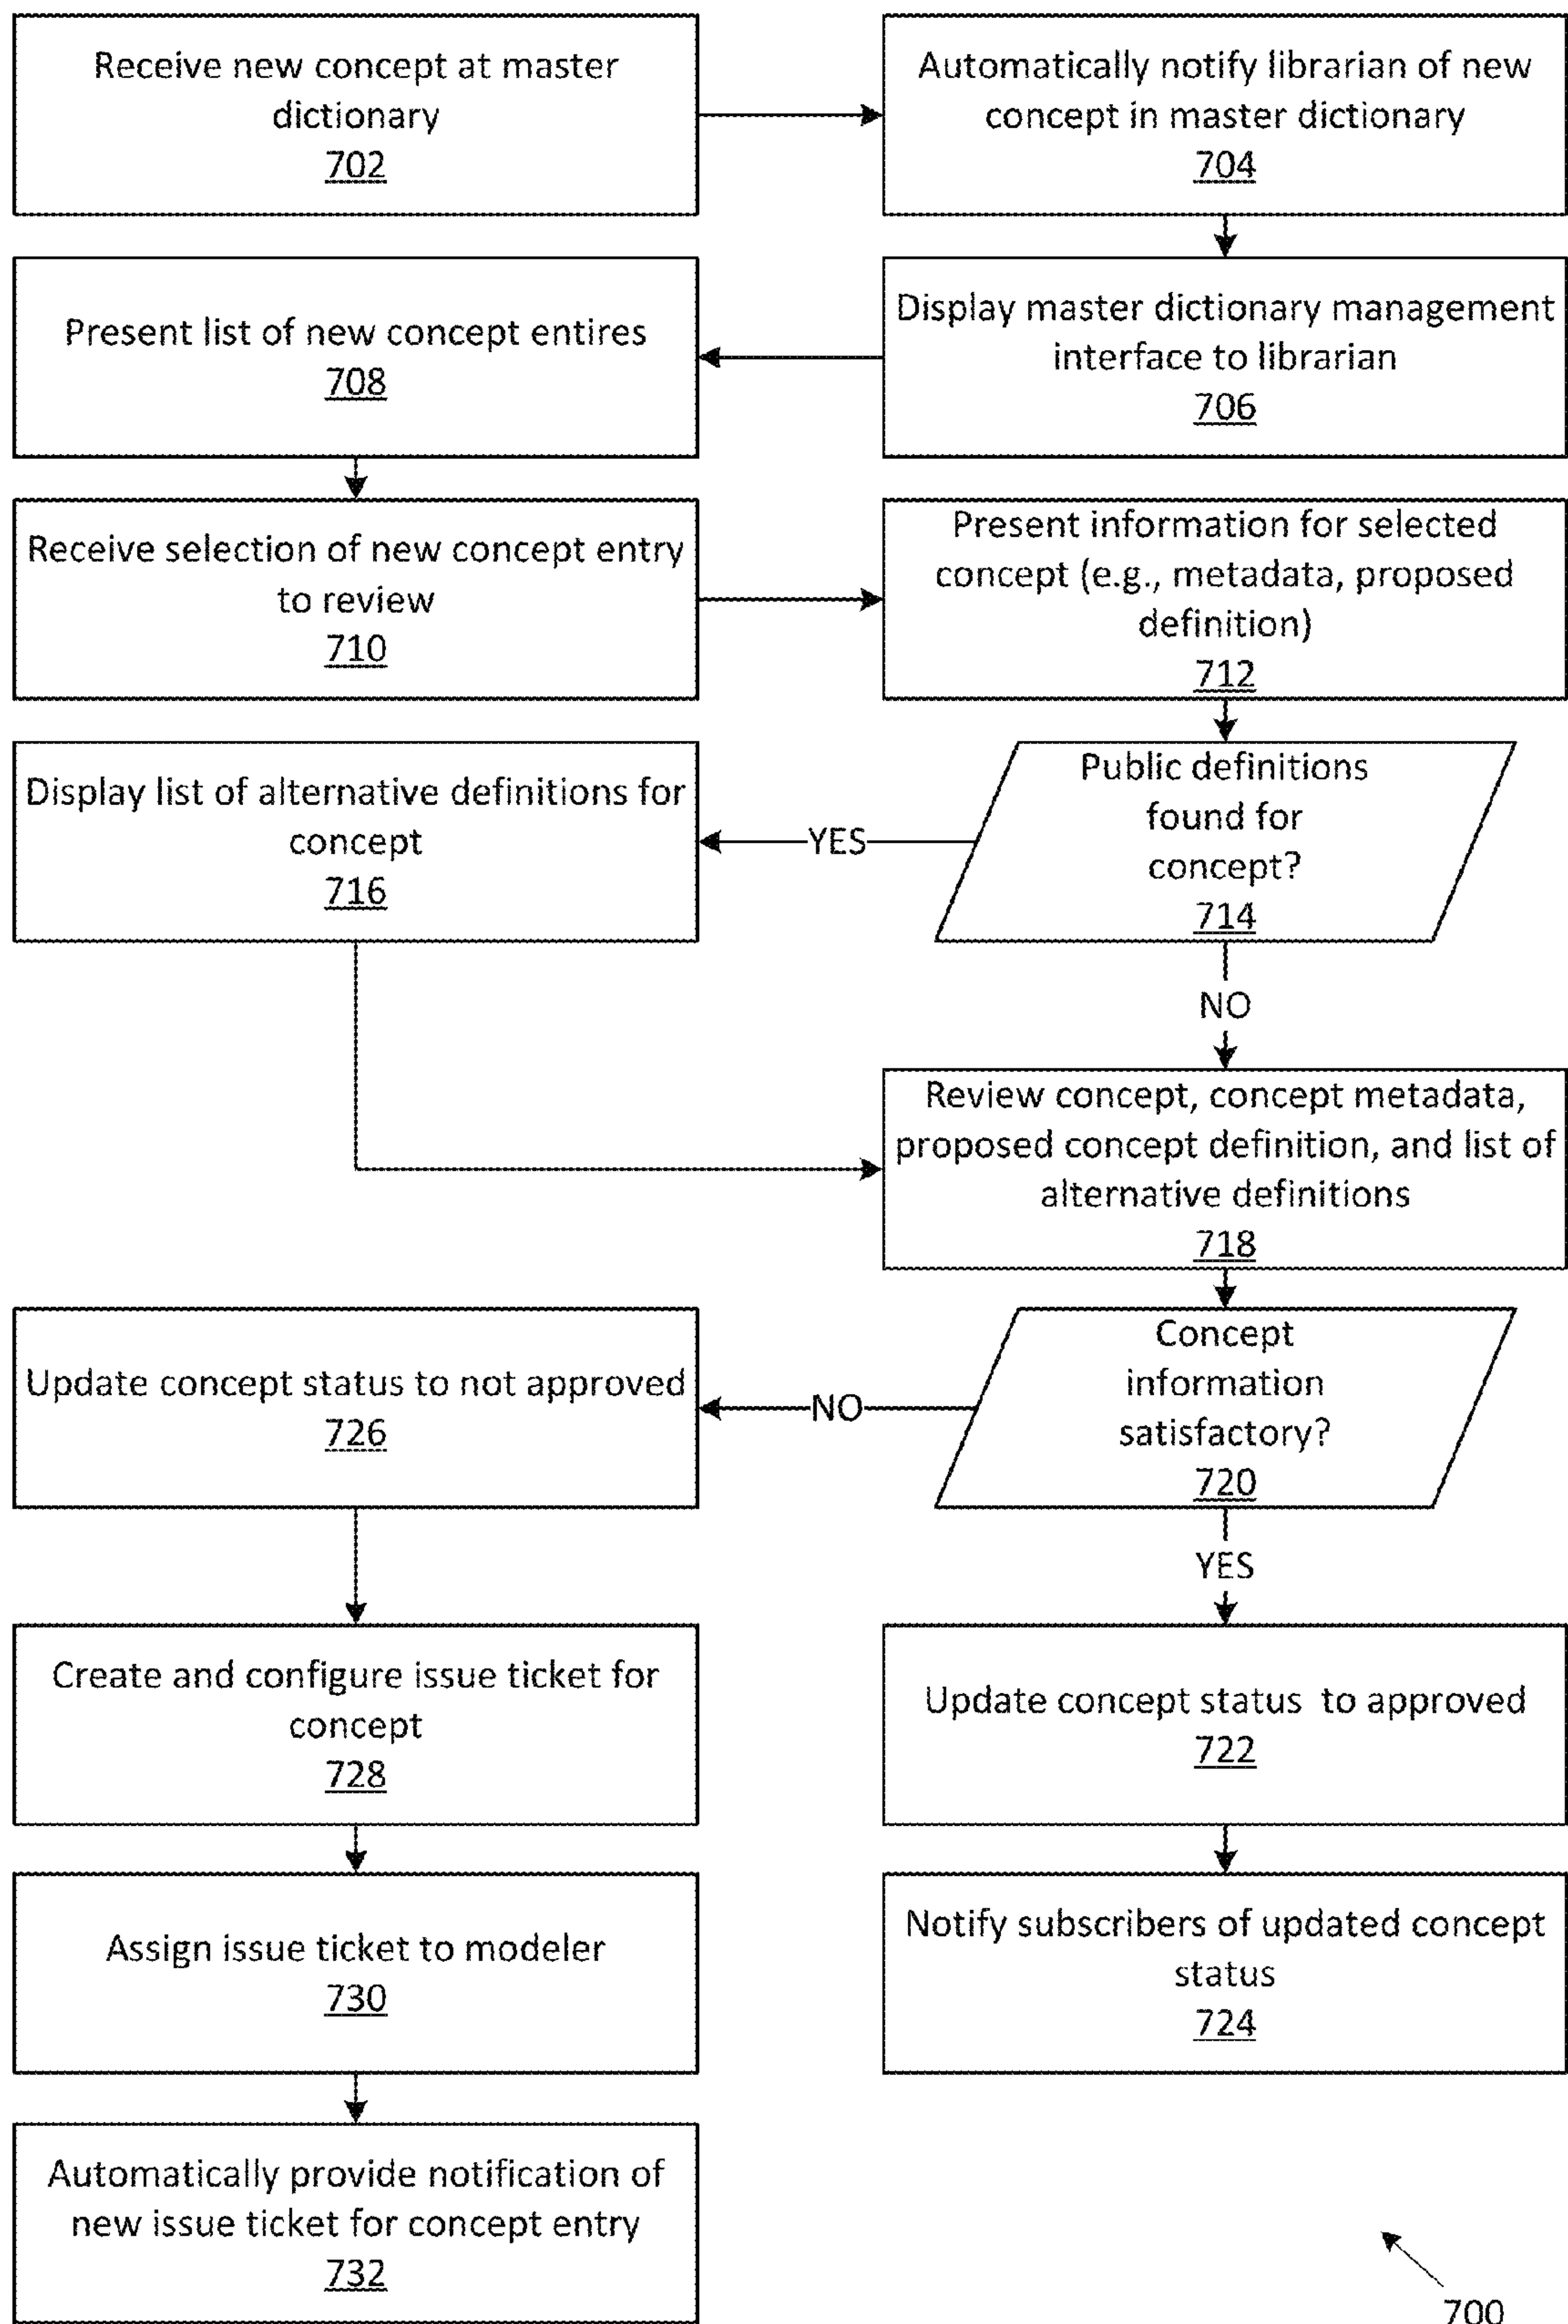 Receive new concept at master
dictionary
702
Automatically notify librarian of new
concept in master dictionary
704
Display master dictionary management
interface to librarian
706
Present list of new concept entires
708
Receive selection of new concept entry
to review
710
Present information for selected
concept (e.g., metadata, proposed
definition)
712
Public definitions
found for
concept?
714
YES
Display list of alternative definitions for
concept
716
NO
Review concept, concept metadata,
proposed concept definition, and list of
alternative definitions
718
Concept
information
satisfactory?
720
NO
Update concept status to not approved
726
YES
Create and configure issue ticket for
concept
728
Update concept status  to approved
722
Assign issue ticket to modeler
730
Notify subscribers of updated concept
status
724
Automatically provide notification of
new issue ticket for concept entry
732
700